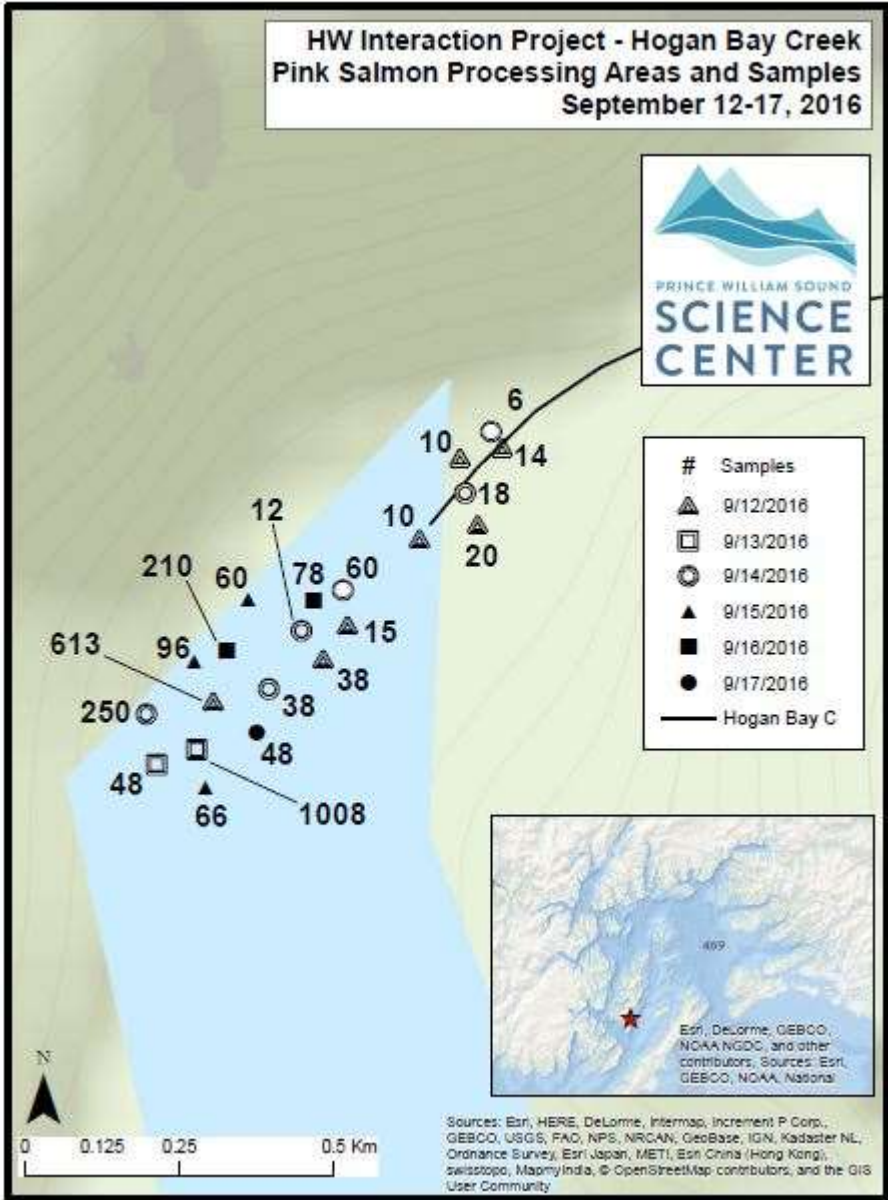 HW Interaction Project - Hogan Bay Creek
Pink Salmon Processing Areas and Samples
September 12-17, 2016
PRINCE WILLIAM SOUND
SCIENCE
CENTER
6
10
14
18
12
10
20
210
60
78
60
15
613
96
38
250
38
48
48
66
1008
# Samples
9/12/2016
9/13/2016
9/14/2016
9/15/2016
9/16/2016
9/17/2016
Hogan Bay C
469
Esri, DeLorme, GEBCO,
NOAA NGDC, and other
contributors, Sources: Esri,
GEBCO, NOAA, National
N
0 0.125 0.25 0.5 Km
Sources: Esri, HERE, DeLorme, Intermap, Increment P Corp.,
GEBCO, USGS, FAO, NPS, NRCAN, GeoBase, IGN, Kadaster NL,
Ordnance Survey, Esri Japan, METI, Esri China (Hong Kong),
swisstopo, MapmyIndia, © OpenStreetMap contributors, and the GIS
User Community